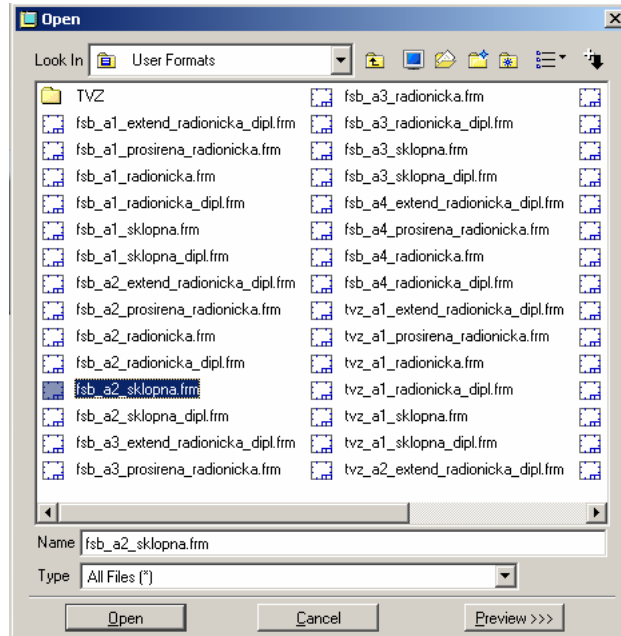 Open
Look In User Formats
TVZ
fsb_a1_extend_radionicka_dipl.frm
fsb_a1_prosirena_radionicka.frm
fsb_a1_radionicka.frm
fsb_a1_radionicka_dipl.frm
fsb_a1_sklopna.frm
fsb_a1_sklopna_dipl.frm
fsb_a2_extend_radionicka_dipl.frm
fsb_a2_prosirena_radionicka.frm
fsb_a2_radionicka.frm
fsb_a2_radionicka_dipl.frm
fsb_a2_sklopna.frm
fsb_a2_sklopna_dipl.frm
fsb_a3_extend_radionicka_dipl.frm
fsb_a3_prosirena_radionicka.frm
fsb_a3_radionicka.frm
fsb_a3_radionicka_dipl.frm
fsb_a3_sklopna.frm
fsb_a3_sklopna_dipl.frm
fsb_a4_extend_radionicka_dipl.frm
fsb_a4_prosirena_radionicka.frm
fsb_a4_radionicka.frm
fsb_a4_radionicka_dipl.frm
tvz_a1_extend_radionicka_dipl.frm
tvz_a1_prosirena_radionicka.frm
tvz_a1_radionicka.frm
tvz_a1_radionicka_dipl.frm
tvz_a1_sklopna.frm
tvz_a1_sklopna_dipl.frm
tvz_a2_extend_radionicka_dipl.frm
Name fsb_a2_sklopna.frm
Type All Files (*)
Open Cancel Preview >>>